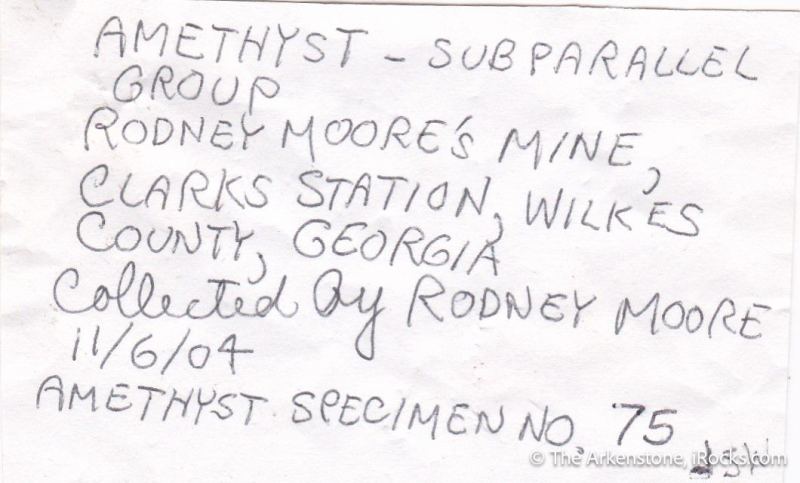 AMETHYST - SUBPARALLEL
GROUP
RODNEY MOORE'S MINE,
CLARKS STATION, WILKES
COUNTY, GEORGIA
Collected By RODNEY MOORE
11/6/04
AMETHYST SPECIMEN NO. 75
© The Arkenstone, iRocks.com